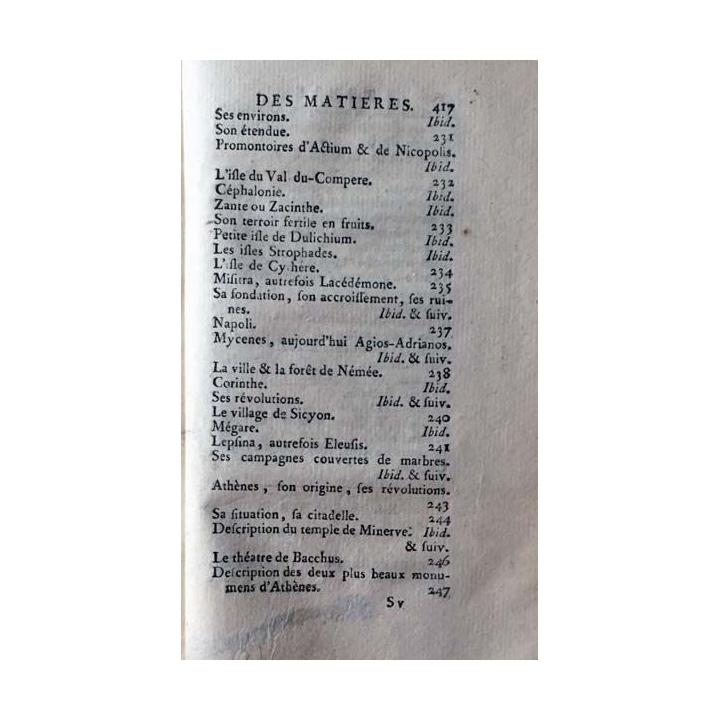 DES MATIERES. 417
Ses environs. Ibid.
Son étendue. 231
Promontoires d'Actium & de Nicopolis.
Ibid.
L'isle du Val du-Compere. 232
Céphalonie. Ibid.
Zante ou Zacinthe. Ibid.
Son terroir fertile en fruits. 233
Petite isle de Dulichium. Ibid.
Les isles Strophades. Ibid.
L'isle de Cythére. 234
Misitra, autrefois Lacédémone. 235
Sa fondation, son accroissement, ses rui-
nes. Ibid. & suiv.
Napoli. 237
Mycenes, aujourd'hui Agios-Adrianos.
Ibid. & suiv.
La ville & la forêt de Némée. 238
Corinthe. Ibid.
Ses révolutions. Ibid. & suiv.
Le village de Sicyon. 240
Mégare. Ibid.
Lepsina, autrefois Eleusis. 241
Ses campagnes couvertes de marbres.
Ibid. & suiv.
Athènes, son origine, ses révolutions.
243
Sa situation, sa citadelle. 244
Description du temple de Minerve. Ibid.
& suiv.
Le théatre de Bacchus. 246
Description des deux plus beaux monu-
mens d'Athènes. 247
S v